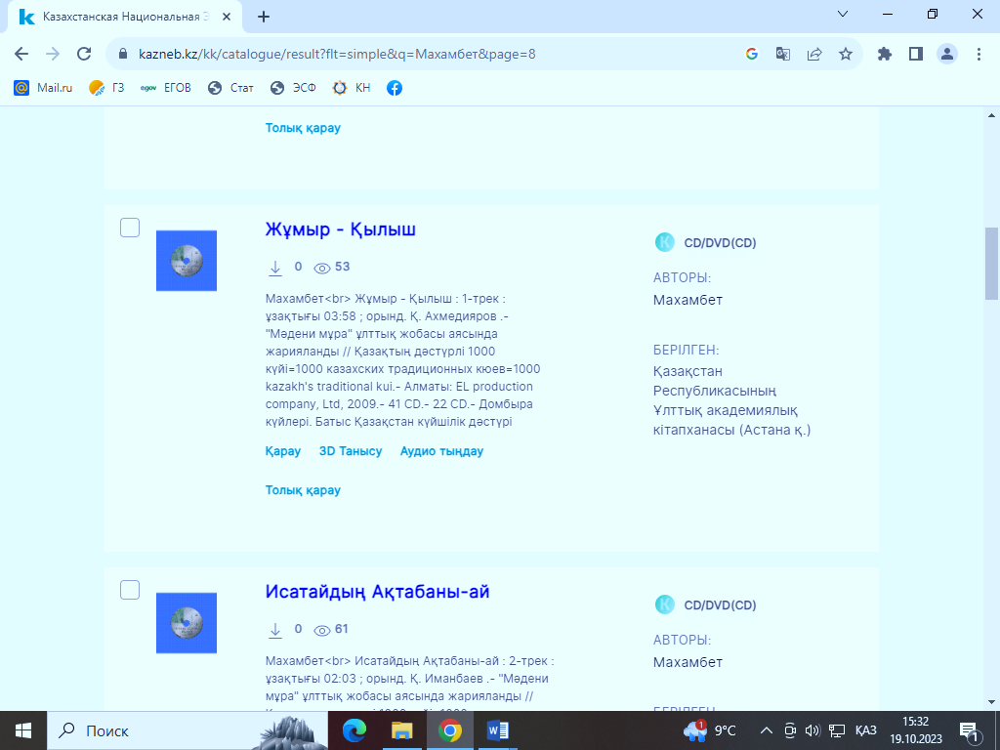 Казахстанская Национальная Э
kazneb.kz/kk/catalogue/result?flt=simple&q=Махамбет&page=8
Mail.ru
ГЗ
egov
ЕГОВ
Стат
ЭСФ
КН
Толық қарау
Жұмыр - Қылыш
0 53
Махамбет<br> Жұмыр - Қылыш : 1-трек :
ұзақтығы 03:58 ; орынд. Қ. Ахмедияров .-
"Мәдени мұра" ұлттық жобасы аясында
жарияланды // Қазақтың дәстүрлі 1000
күйі=1000 казахских традиционных кюев=1000
kazakh's traditional kui.- Алматы: EL production
company, Ltd, 2009.- 41 CD.- 22 CD.- Домбыра
күйлері. Батыс Қазақстан күйшілік дәстүрі
Қарау 3D Танысу Аудио тыңдау
Толық қарау
CD/DVD(CD)
АВТОРЫ:
Махамбет
БЕРІЛГЕН:
Қазақстан
Республикасының
Ұлттық академиялық
кітапханасы (Астана қ.)
Исатайдың Ақтабаны-ай
0 61
Махамбет<br> Исатайдың Ақтабаны-ай : 2-трек :
ұзақтығы 02:03 ; орынд. Қ. Иманбаев .- "Мәдени
мұра" ұлттық жобасы аясында жарияланды //
CD/DVD(CD)
АВТОРЫ:
Махамбет
БЕРІЛГЕН:
Поиск
1
9°C
ҚАЗ
15:32
19.10.2023
1